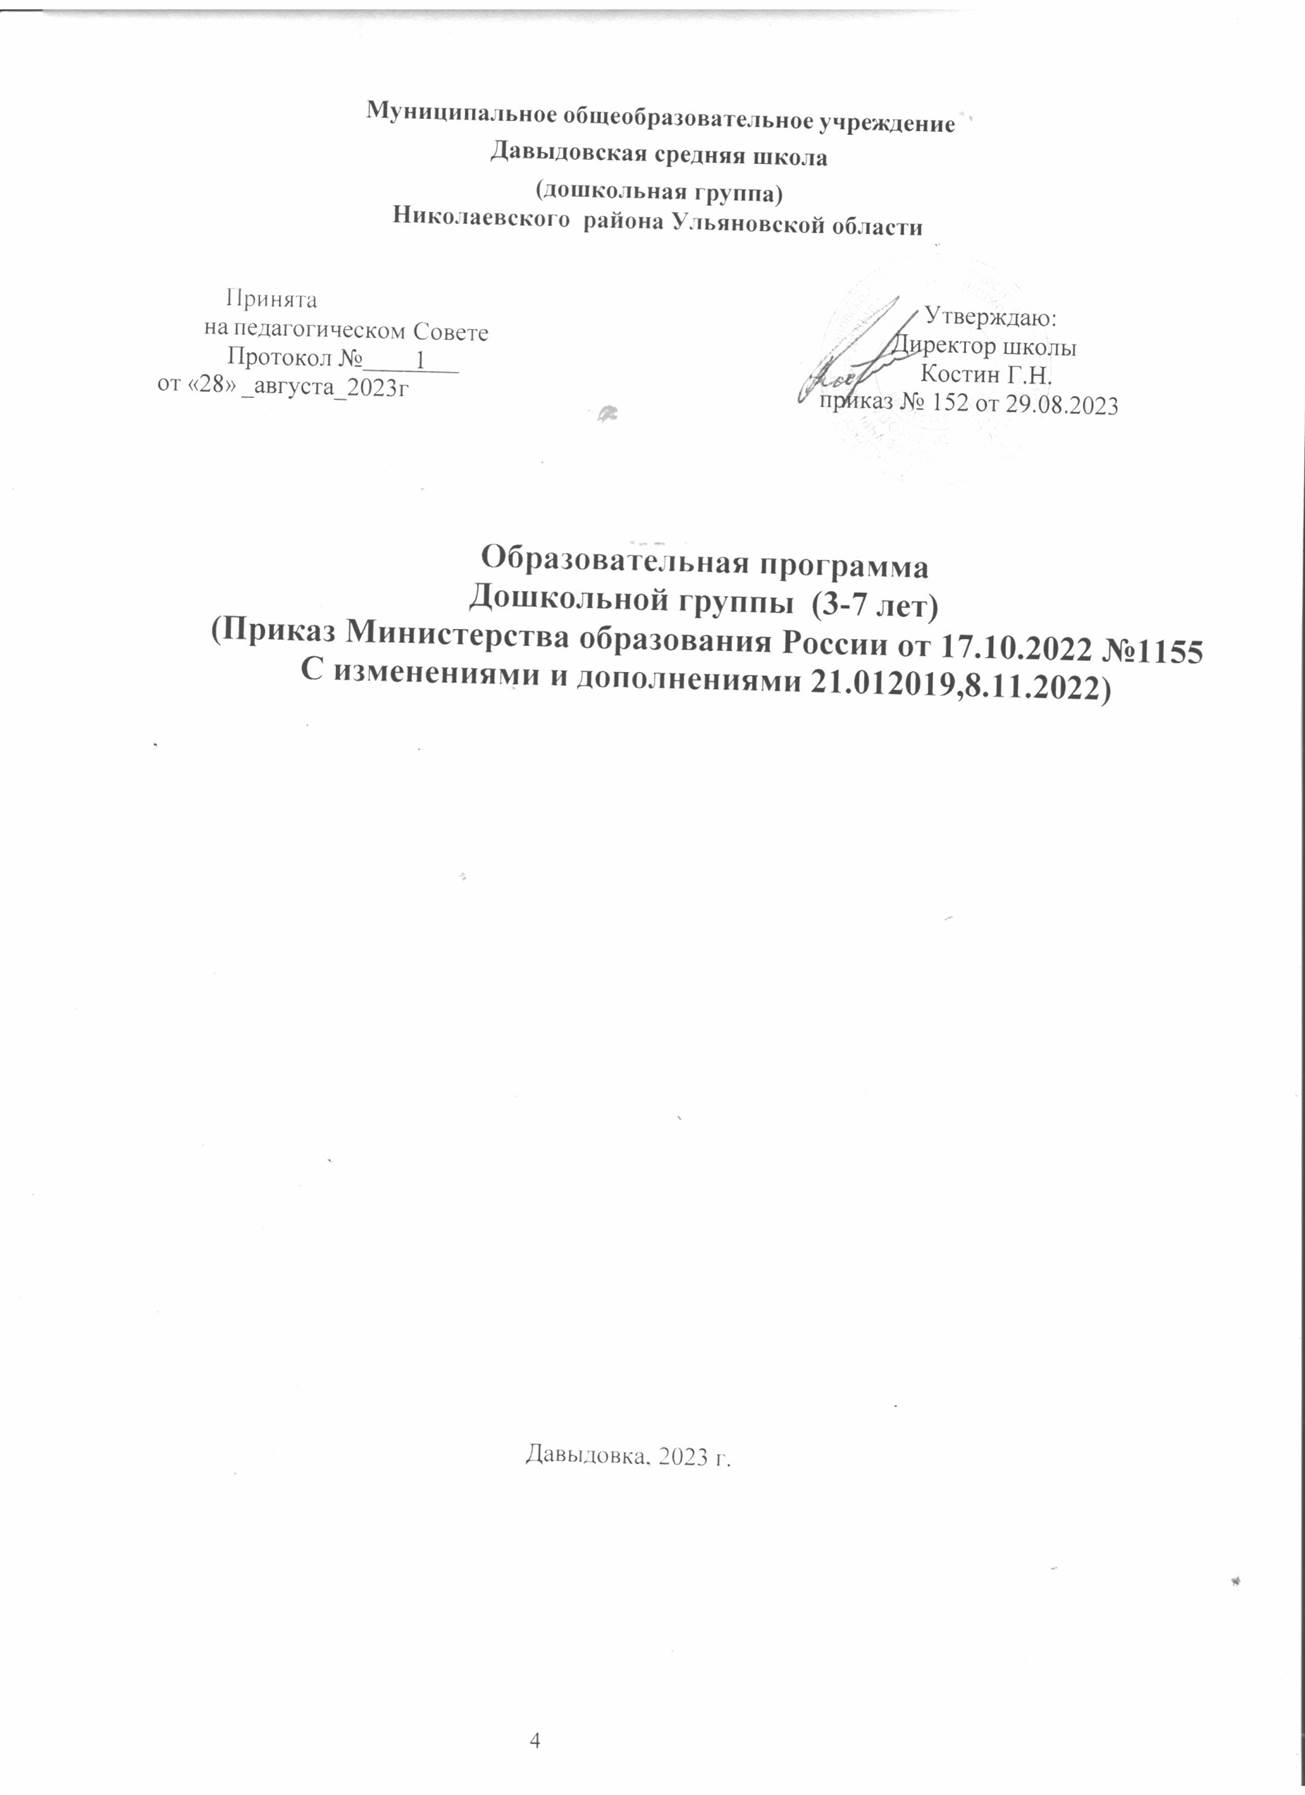 Муниципальное общеобразовательное учреждение
Давыдовская средняя школа
(дошкольная группа)
Николаевского района Ульяновской области
Принята
на педагогическом Совете
Протокол №____1___
от «28» _августа_2023г
Утверждаю:
Директор школы
Костин Г.Н.
приказ № 152 от 29.08.2023
Образовательная программа
Дошкольной группы (3-7 лет)
(Приказ Министерства образования России от 17.10.2022 №1155
С изменениями и дополнениями 21.012019,8.11.2022)
Давыдовка, 2023 г.
4